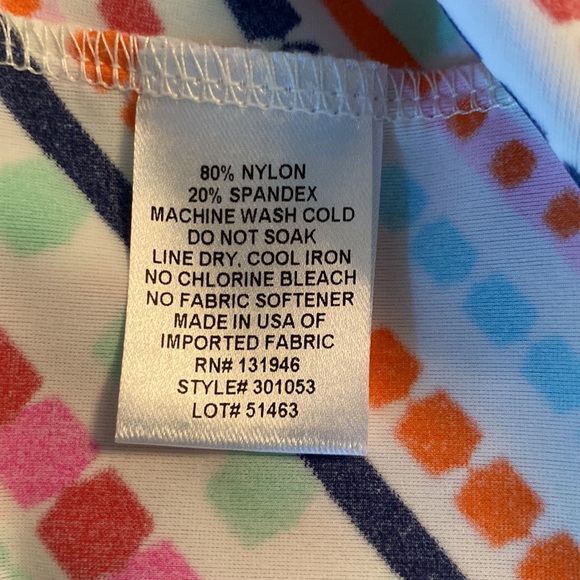 80% NYLON
20% SPANDEX
MACHINE WASH COLD
DO NOT SOAK
LINE DRY, COOL IRON
NO CHLORINE BLEACH
NO FABRIC SOFTENER
MADE IN USA OF
IMPORTED FABRIC
RN# 131946
STYLE# 301053
LOT# 51463